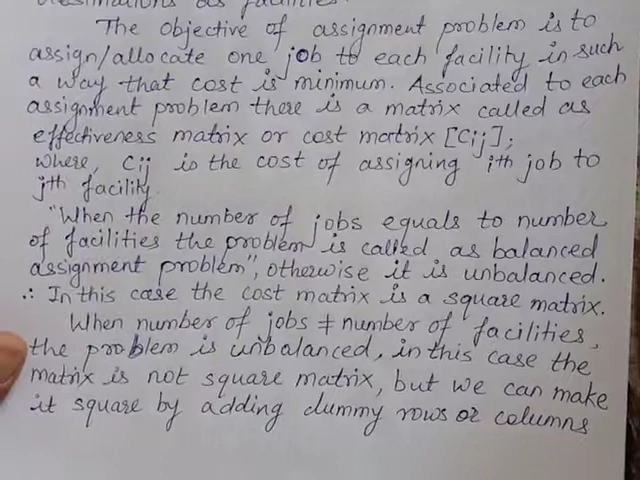 destinations as facilities.
The objective of assignment problem is to
assign/allocate one job to each facility in such
a way that cost is minimum. Associated to each
assignment problem there is a matrix called as
effectiveness matrix or cost matrix [Cij];
where, Cij is the cost of assigning ith job to
jth facility.
"When the number of jobs equals to number
of facilities the problem is called as balanced
assignment problem", otherwise it is unbalanced.
∴ In this case the cost matrix is a square matrix.
When number of jobs ≠ number of facilities,
the problem is unbalanced, in this case the
matrix is not square matrix, but we can make
it square by adding dummy rows or columns